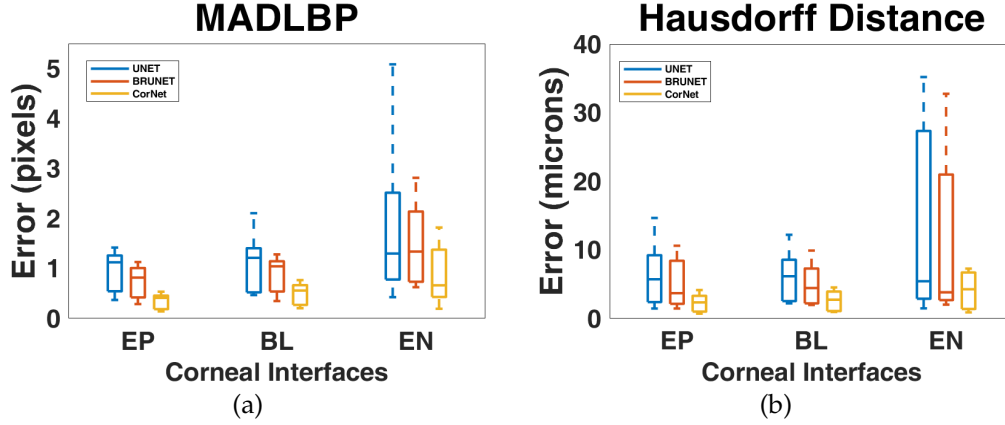 MADLBP
Error (pixels)
5
4
3
2
1
0
UNET
BRUNET
CorNet
EP BL EN
Corneal Interfaces
(a)
Hausdorff Distance
Error (microns)
40
30
20
10
0
UNET
BRUNET
CorNet
EP BL EN
Corneal Interfaces
(b)